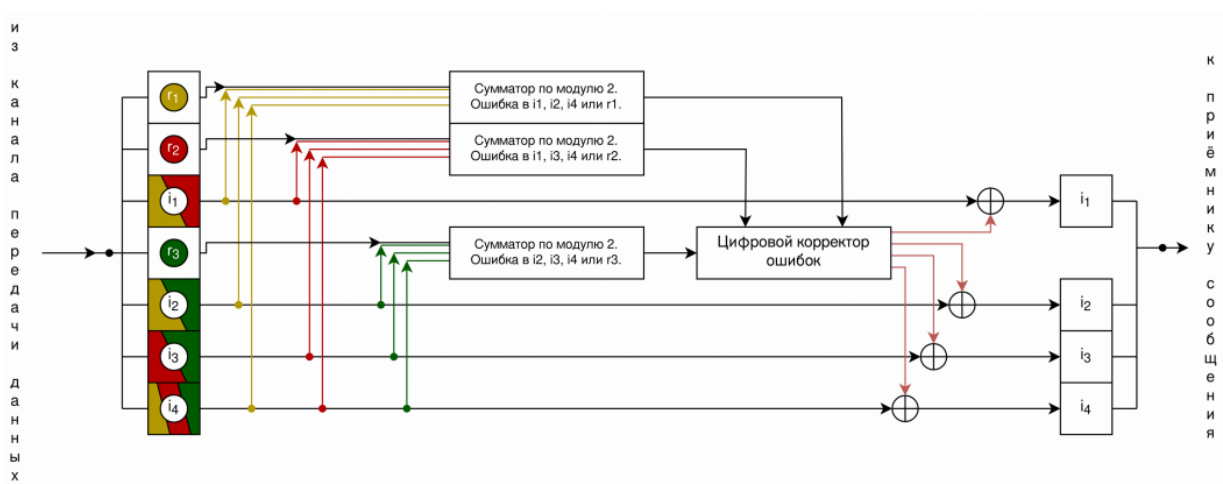 из канала передачи данных
r1
r2
i1
r3
i2
i3
i4
Сумматор по модулю 2.
Ошибка в i1, i2, i4 или r1.
Сумматор по модулю 2.
Ошибка в i1, i3, i4 или r2.
Сумматор по модулю 2.
Ошибка в i2, i3, i4 или r3.
Цифровой корректор
ошибок
i1
i2
i3
i4
к приёмнику сообщения